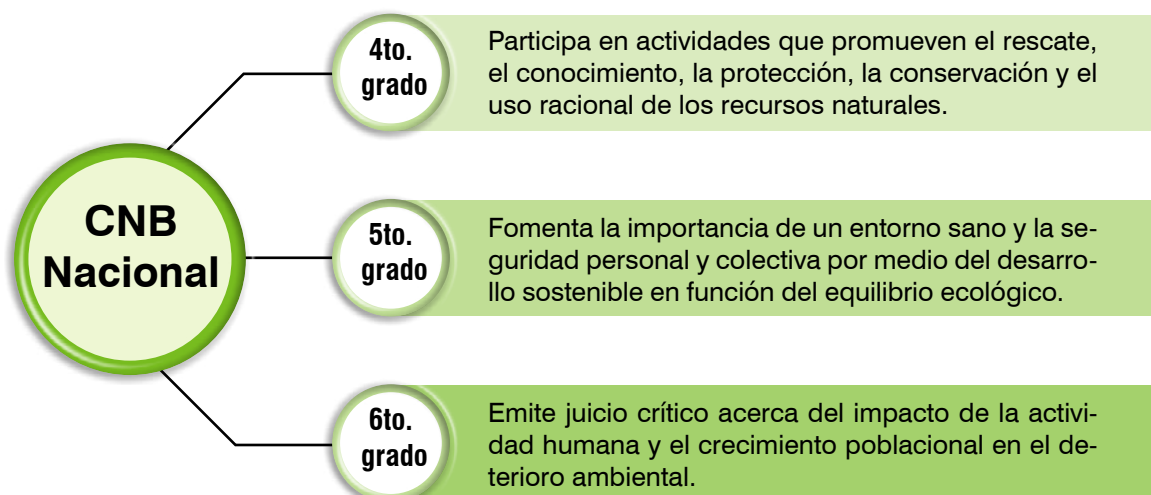 CNB
Nacional
4to.
grado
Participa en actividades que promueven el rescate,
el conocimiento, la protección, la conservación y el
uso racional de los recursos naturales.
5to.
grado
Fomenta la importancia de un entorno sano y la se-
guridad personal y colectiva por medio del desarro-
llo sostenible en función del equilibrio ecológico.
6to.
grado
Emite juicio crítico acerca del impacto de la activi-
dad humana y el crecimiento poblacional en el de-
terioro ambiental.